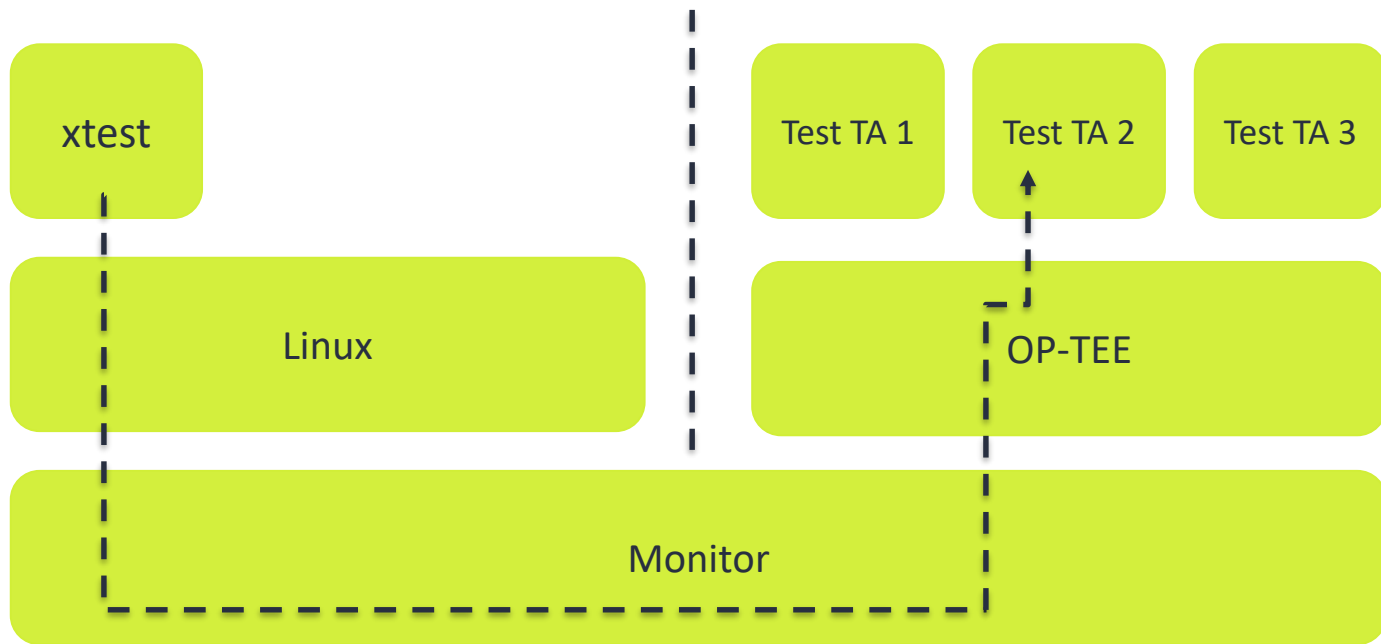 xtest
Test TA 1
Test TA 2
Test TA 3
Linux
OP-TEE
Monitor